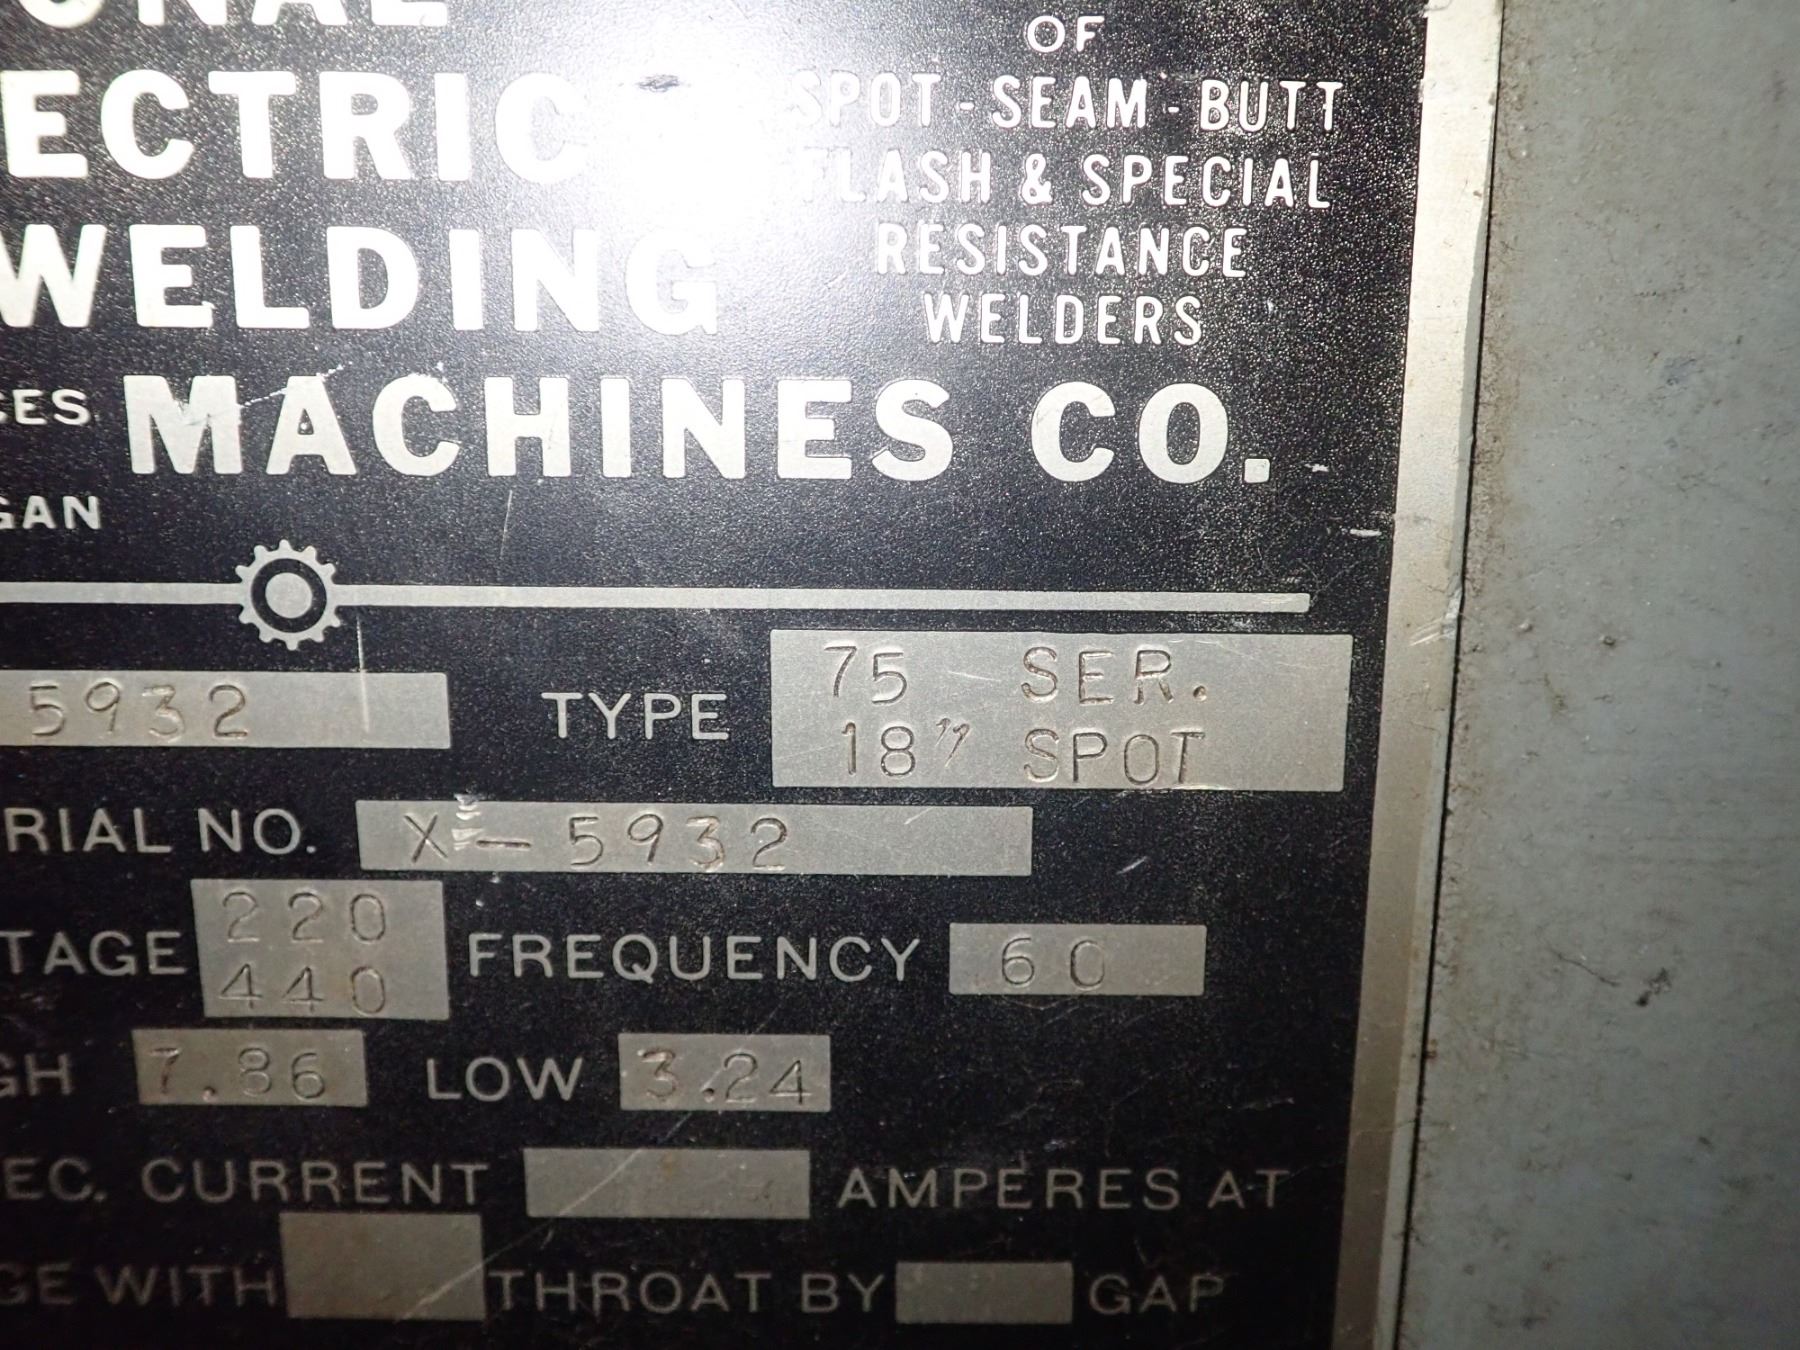 ONAL
ECTRIC
WELDING
CES MACHINES CO.
GAN
OF
SPOT - SEAM - BUTT
FLASH & SPECIAL
RESISTANCE
WELDERS
5932 TYPE 75 SER.
18" SPOT
RIAL NO. X-5932
TAGE 220
440 FREQUENCY 60
GH 7.86 LOW 3.24
EC. CURRENT AMPERES AT
GE WITH THROAT BY GAP